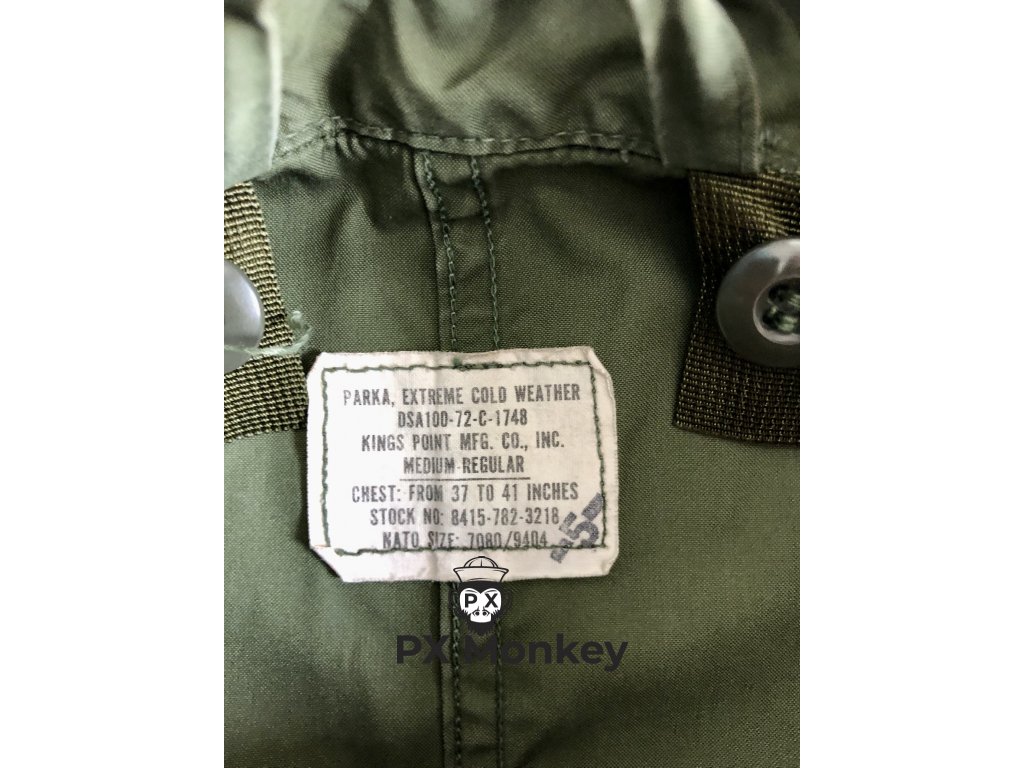 PARKA, EXTREME COLD WEATHER
DSA100-72-C-1748
KINGS POINT MFG. CO., INC.
MEDIUM-REGULAR
CHEST: FROM 37 TO 41 INCHES
STOCK NO: 8415-782-3218
NATO SIZE: 7080/9404
5
PX
PX Monkey